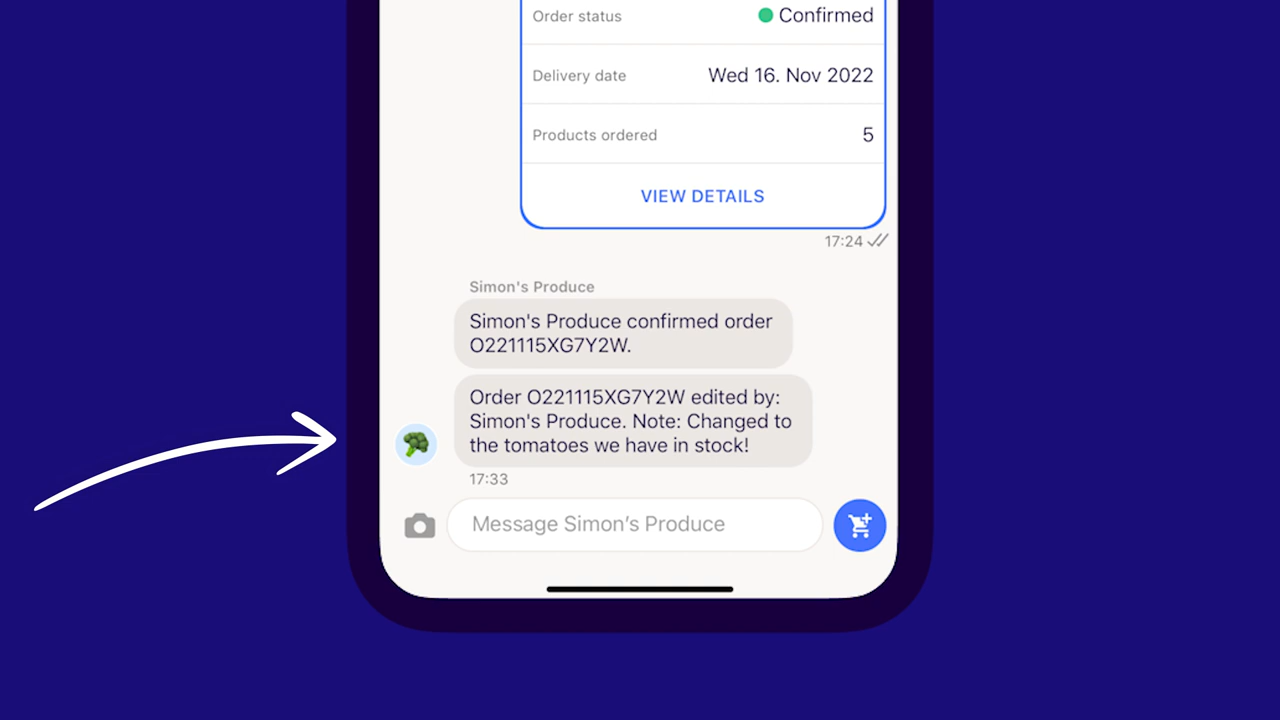 Order status
Confirmed
Delivery date
Wed 16. Nov 2022
Products ordered
5
VIEW DETAILS
17:24
Simon's Produce
Simon's Produce confirmed order
O221115XG7Y2W.
Order O221115XG7Y2W edited by:
Simon's Produce. Note: Changed to
the tomatoes we have in stock!
17:33
Message Simon’s Produce